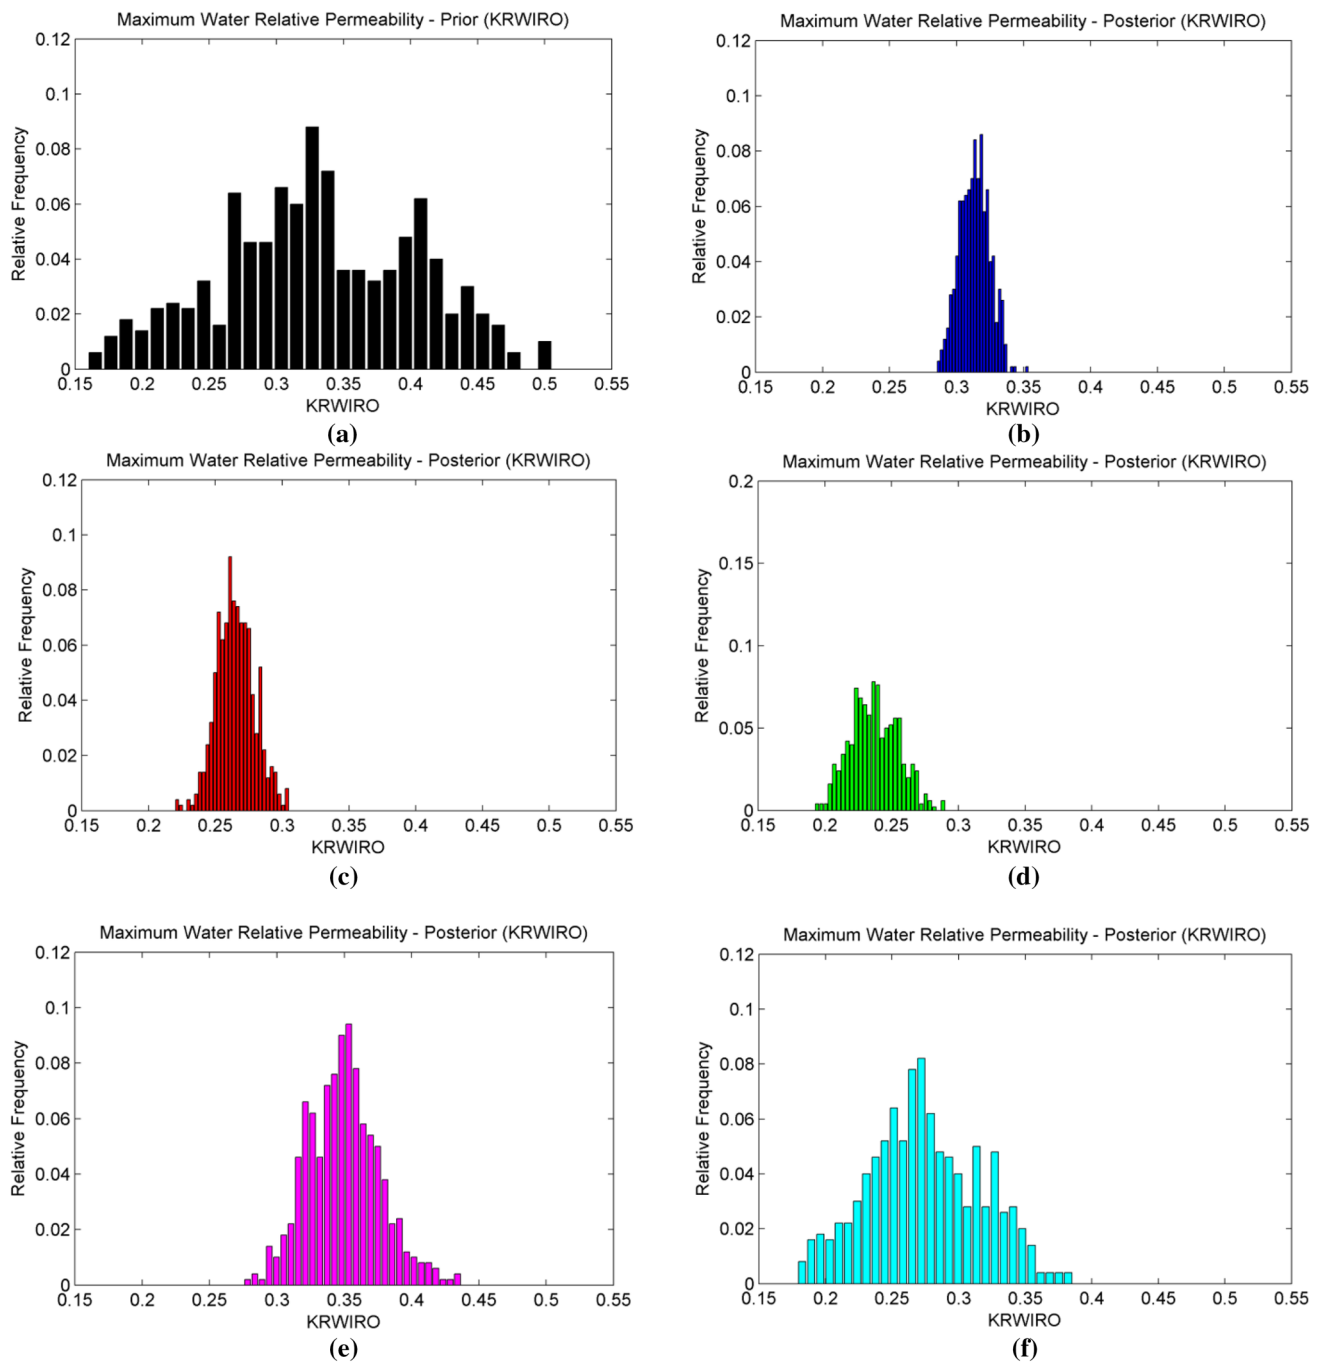 Maximum Water Relative Permeability - Prior (KRWIRO)
0.12
0.1
0.08
0.06
0.04
0.02
0
Relative Frequency
0.15 0.2 0.25 0.3 0.35 0.4 0.45 0.5 0.55
KRWIRO
(a)
Maximum Water Relative Permeability - Posterior (KRWIRO)
0.12
0.1
0.08
0.06
0.04
0.02
0
Relative Frequency
0.15 0.2 0.25 0.3 0.35 0.4 0.45 0.5 0.55
KRWIRO
(b)
Maximum Water Relative Permeability - Posterior (KRWIRO)
0.12
0.1
0.08
0.06
0.04
0.02
0
Relative Frequency
0.15 0.2 0.25 0.3 0.35 0.4 0.45 0.5 0.55
KRWIRO
(c)
Maximum Water Relative Permeability - Posterior (KRWIRO)
0.2
0.15
0.1
0.05
0
Relative Frequency
0.15 0.2 0.25 0.3 0.35 0.4 0.45 0.5 0.55
KRWIRO
(d)
Maximum Water Relative Permeability - Posterior (KRWIRO)
0.12
0.1
0.08
0.06
0.04
0.02
0
Relative Frequency
0.15 0.2 0.25 0.3 0.35 0.4 0.45 0.5 0.55
KRWIRO
(e)
Maximum Water Relative Permeability - Posterior (KRWIRO)
0.12
0.1
0.08
0.06
0.04
0.02
0
Relative Frequency
0.15 0.2 0.25 0.3 0.35 0.4 0.45 0.5 0.55
KRWIRO
(f)